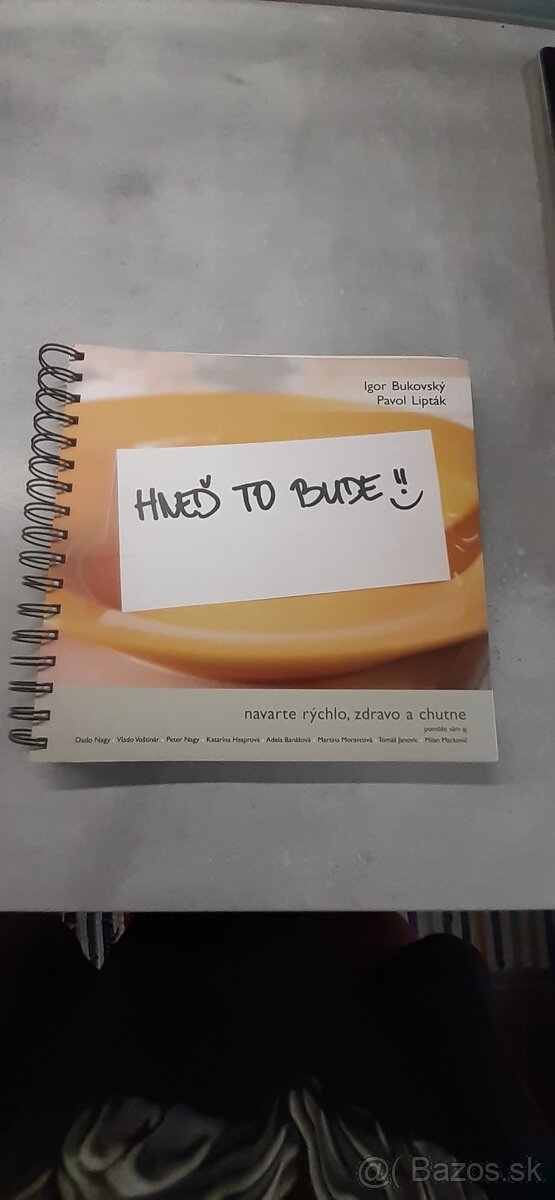 Igor Bukovský
Pavol Lipták
HNEĎ TO BUDE!!
navarte rýchlo, zdravo a chutne
pomôže vám aj
Dado Nagy Vlado Voštinár Peter Nagy Katarína Hasprová Adela Banášová Martina Moravcová Tomáš Janovic Milan Markovič
@( Bazos.sk